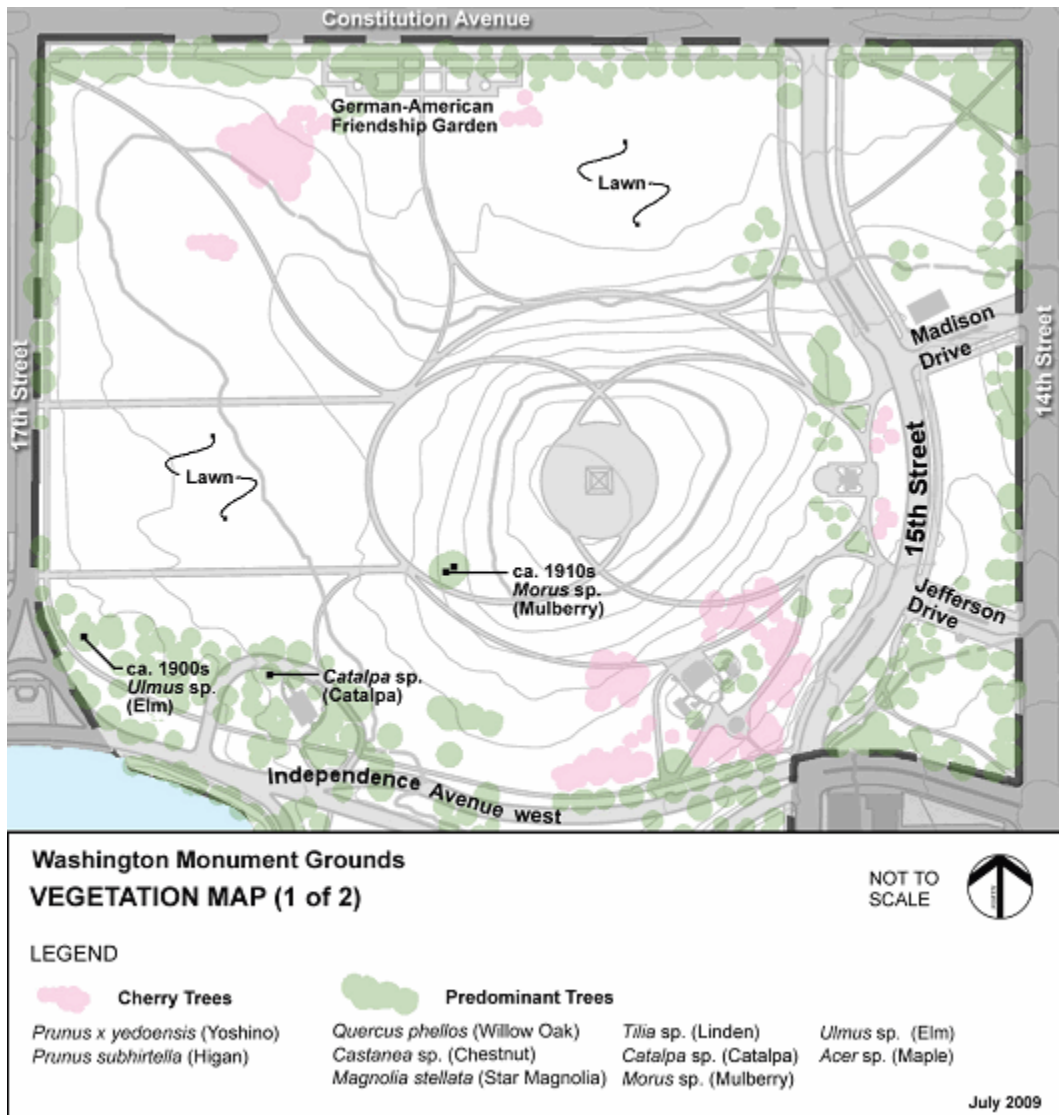 Constitution Avenue
German-American
Friendship Garden
Lawn
17th Street
14th Street
Madison
Drive
15th Street
Lawn
ca. 1910s
Morus sp.
(Mulberry)
Jefferson
Drive
ca. 1900s
Ulmus sp.
(Elm)
Catalpa sp.
(Catalpa)
Independence Avenue west
Washington Monument Grounds
VEGETATION MAP (1 of 2)
NOT TO
SCALE
LEGEND
Cherry Trees
Prunus x yedoensis (Yoshino)
Prunus subhirtella (Higan)
Predominant Trees
Quercus phellos (Willow Oak)
Castanea sp. (Chestnut)
Magnolia stellata (Star Magnolia)
Tilia sp. (Linden)
Catalpa sp. (Catalpa)
Morus sp. (Mulberry)
Ulmus sp. (Elm)
Acer sp. (Maple)
July 2009